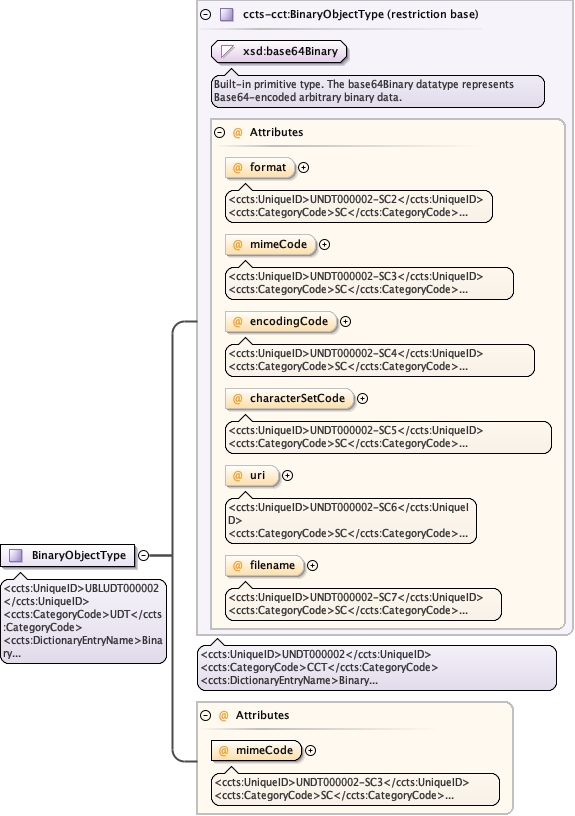 ccts-cct:BinaryObjectType (restriction base)
xsd:base64Binary
Built-in primitive type. The base64Binary datatype represents
Base64-encoded arbitrary binary data.
@ Attributes
@ format
<ccts:UniqueID>UNDT000002-SC2</ccts:UniqueID>
<ccts:CategoryCode>SC</ccts:CategoryCode>...
@ mimeCode
<ccts:UniqueID>UNDT000002-SC3</ccts:UniqueID>
<ccts:CategoryCode>SC</ccts:CategoryCode>...
@ encodingCode
<ccts:UniqueID>UNDT000002-SC4</ccts:UniqueID>
<ccts:CategoryCode>SC</ccts:CategoryCode>...
@ characterSetCode
<ccts:UniqueID>UNDT000002-SC5</ccts:UniqueID>
<ccts:CategoryCode>SC</ccts:CategoryCode>...
@ uri
<ccts:UniqueID>UNDT000002-SC6</ccts:UniqueI
D>
<ccts:CategoryCode>SC</ccts:CategoryCode>...
@ filename
<ccts:UniqueID>UNDT000002-SC7</ccts:UniqueID>
<ccts:CategoryCode>SC</ccts:CategoryCode>...
BinaryObjectType
<ccts:UniqueID>UBLUDT000002
</ccts:UniqueID>
<ccts:CategoryCode>UDT</ccts
:CategoryCode>
<ccts:DictionaryEntryName>Bina
ry...
<ccts:UniqueID>UNDT000002</ccts:UniqueID>
<ccts:CategoryCode>CCT</ccts:CategoryCode>
<ccts:DictionaryEntryName>Binary...
@ Attributes
@ mimeCode
<ccts:UniqueID>UNDT000002-SC3</ccts:UniqueID>
<ccts:CategoryCode>SC</ccts:CategoryCode>...